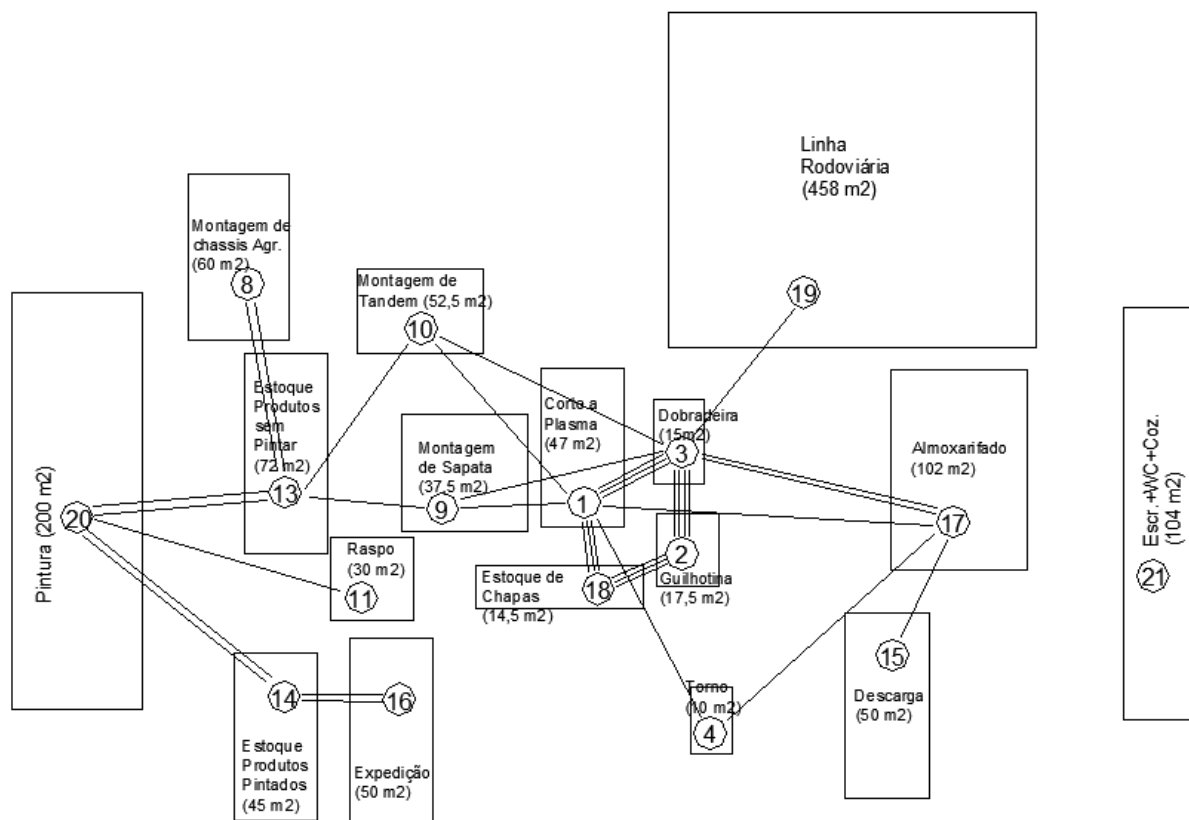 Linha
Rodoviária
(458 m2)
19
Montagem de
chassis Agr.
(60 m2)
8
Montagem de
Tandem (52,5 m2)
10
Estoque
Produtos
sem
Pintar
(72 m2)
13
Corte a
Plasma
(47 m2)
1
Dobradeira
(15m2)
3
Montagem
de Sapata
(37,5 m2)
9
Almoxarifado
(102 m2)
17
Escr.+WC+Coz.
(104 m2)
21
Pintura (200 m2)
20
Raspo
(30 m2)
11
Estoque de
Chapas
(14,5 m2)
18
2
Guilhotina
(17,5 m2)
15
Descarga
(50 m2)
Torno
(10 m2)
4
14
Estoque
Produtos
Pintados
(45 m2)
16
Expedição
(50 m2)